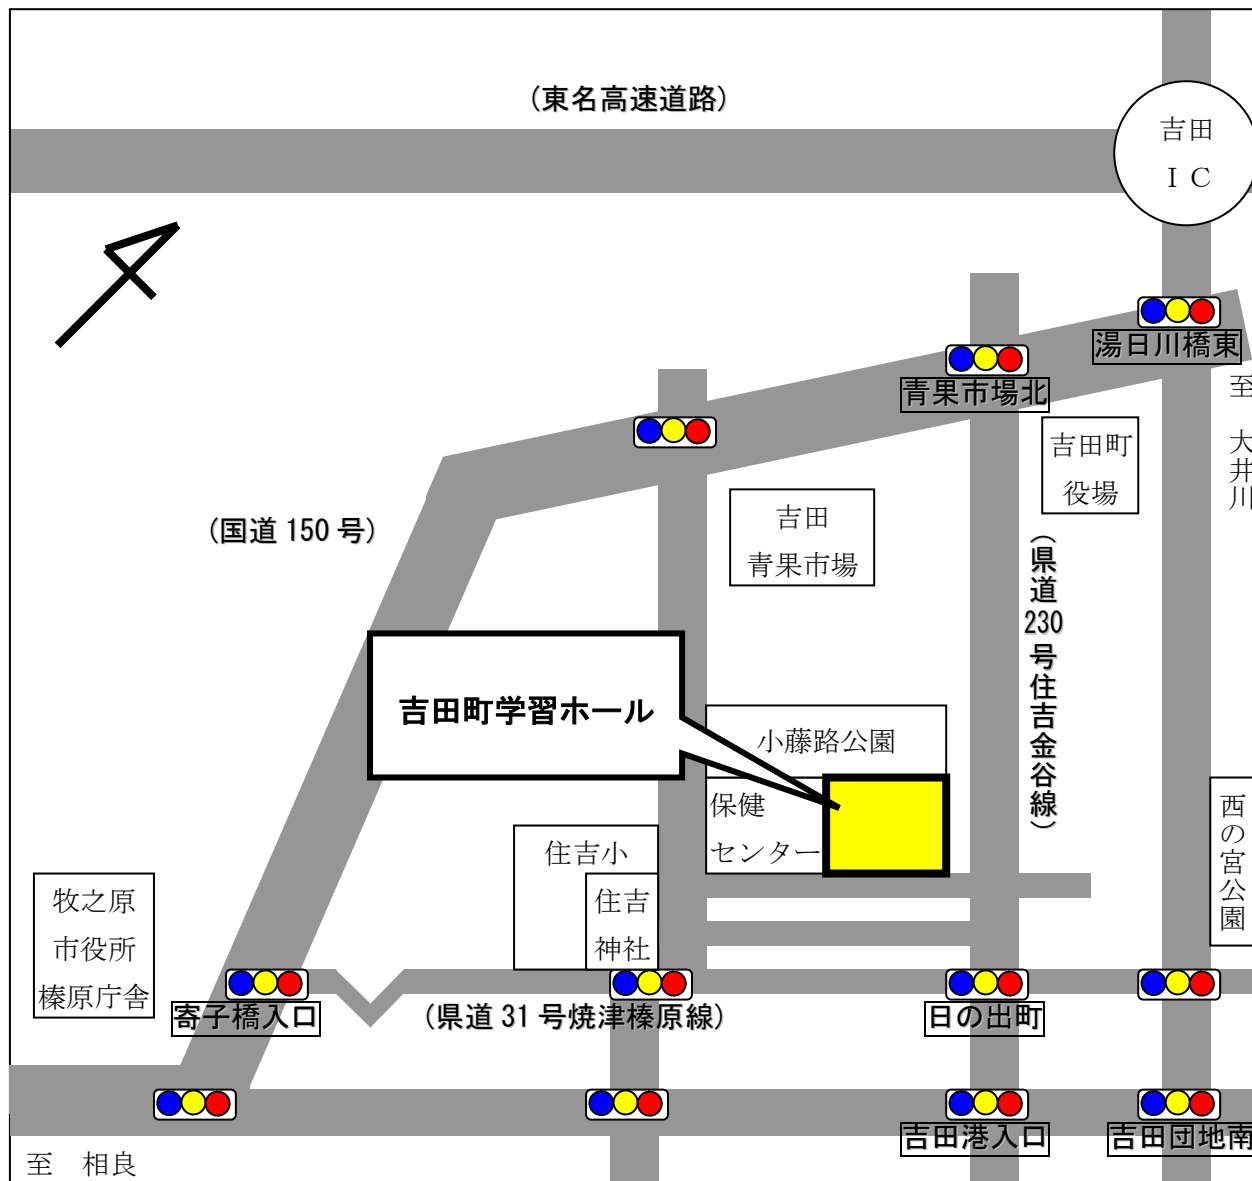 (東名高速道路)
吉田
ＩＣ
湯日川橋東
青果市場北
至 大井川
吉田町
役場
吉田
青果市場
(国道 150 号)
(県道230号住吉金谷線)
吉田町学習ホール
小藤路公園
保健
センター
西の宮公園
住吉小
住吉
神社
牧之原
市役所
榛原庁舎
寄子橋入口
(県道 31 号焼津榛原線)
日の出町
吉田港入口
吉田団地南
至　相良